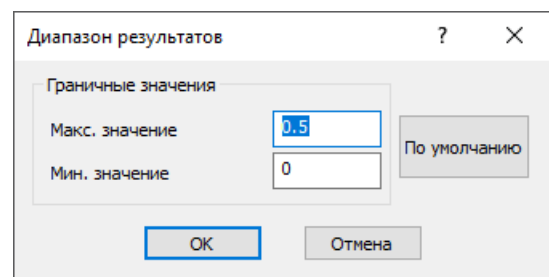 Диапазон результатов ?
Граничные значения
Макс. значение 0.5
По умолчанию
Мин. значение 0
OK Отмена